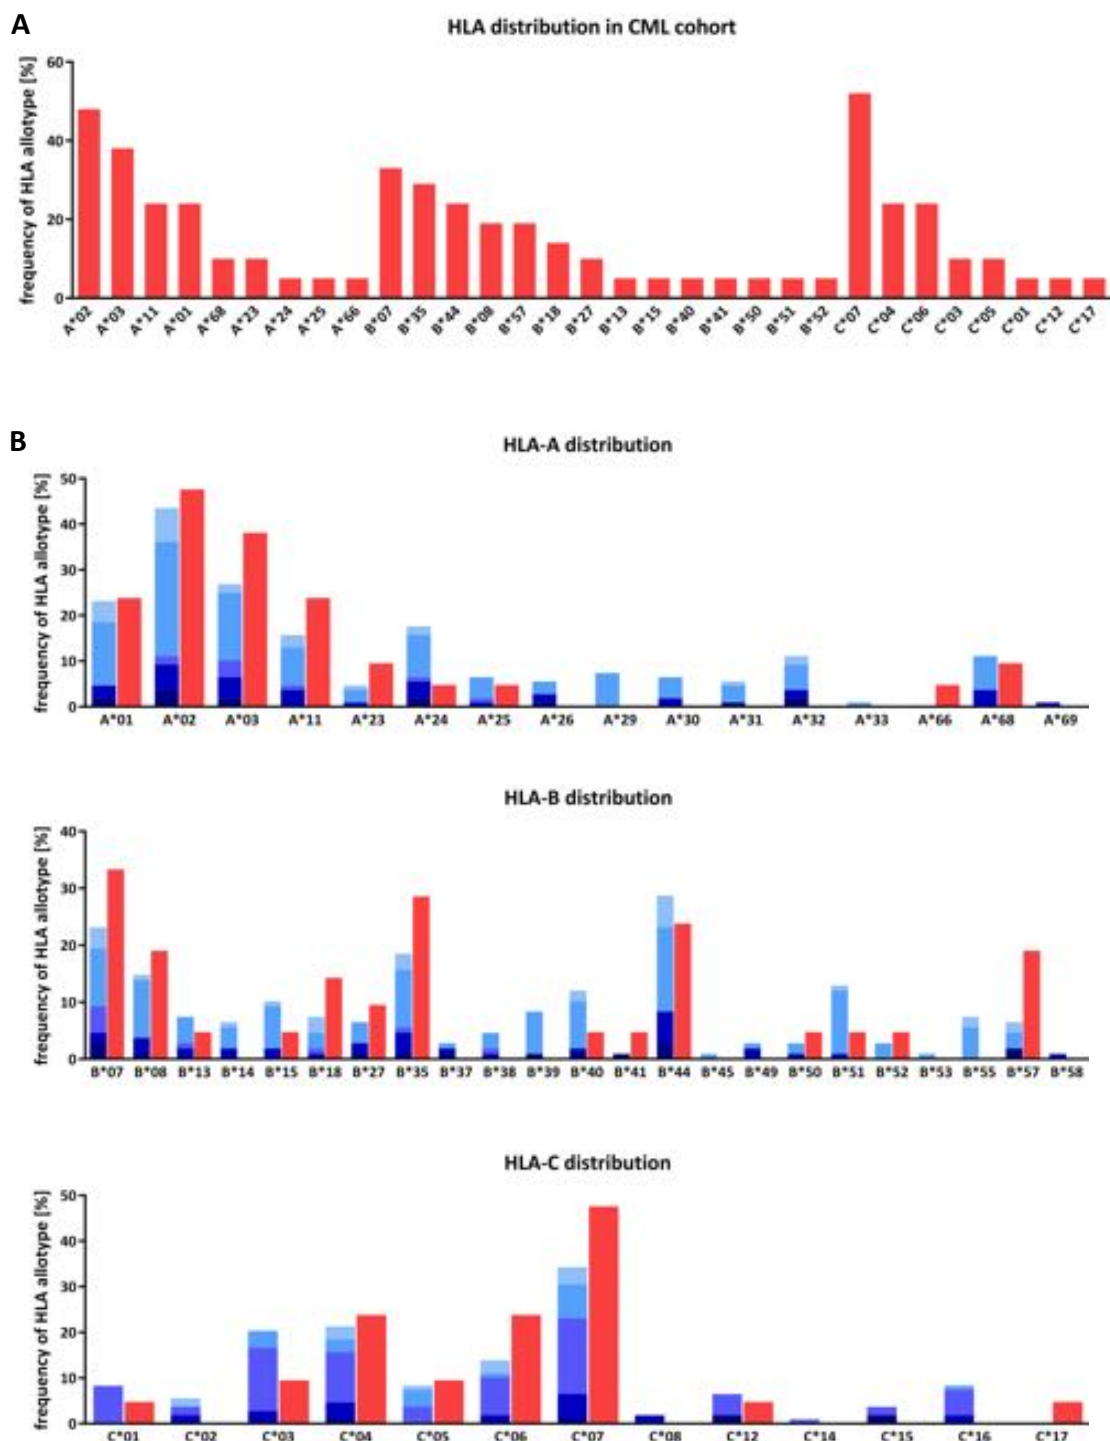 A
HLA distribution in CML cohort
frequency of HLA allotype [%]
60
40
20
0
A*02 A*03 A*11 A*01 A*68 A*23 A*24 A*25 A*66 B*07 B*35 B*44 B*08 B*57 B*18 B*27 B*13 B*15 B*40 B*41 B*50 B*51 B*52 C*07 C*04 C*06 C*03 C*05 C*01 C*12 C*17
B
HLA-A distribution
frequency of HLA allotype [%]
50
40
30
20
10
0
A*01 A*02 A*03 A*11 A*23 A*24 A*25 A*26 A*29 A*30 A*31 A*32 A*33 A*66 A*68 A*69
HLA-B distribution
frequency of HLA allotype [%]
40
30
20
10
0
B*07 B*08 B*13 B*14 B*15 B*18 B*27 B*35 B*37 B*38 B*39 B*40 B*41 B*44 B*45 B*49 B*50 B*51 B*52 B*53 B*55 B*57 B*58
HLA-C distribution
frequency of HLA allotype [%]
50
40
30
20
10
0
C*01 C*02 C*03 C*04 C*05 C*06 C*07 C*08 C*12 C*14 C*15 C*16 C*17